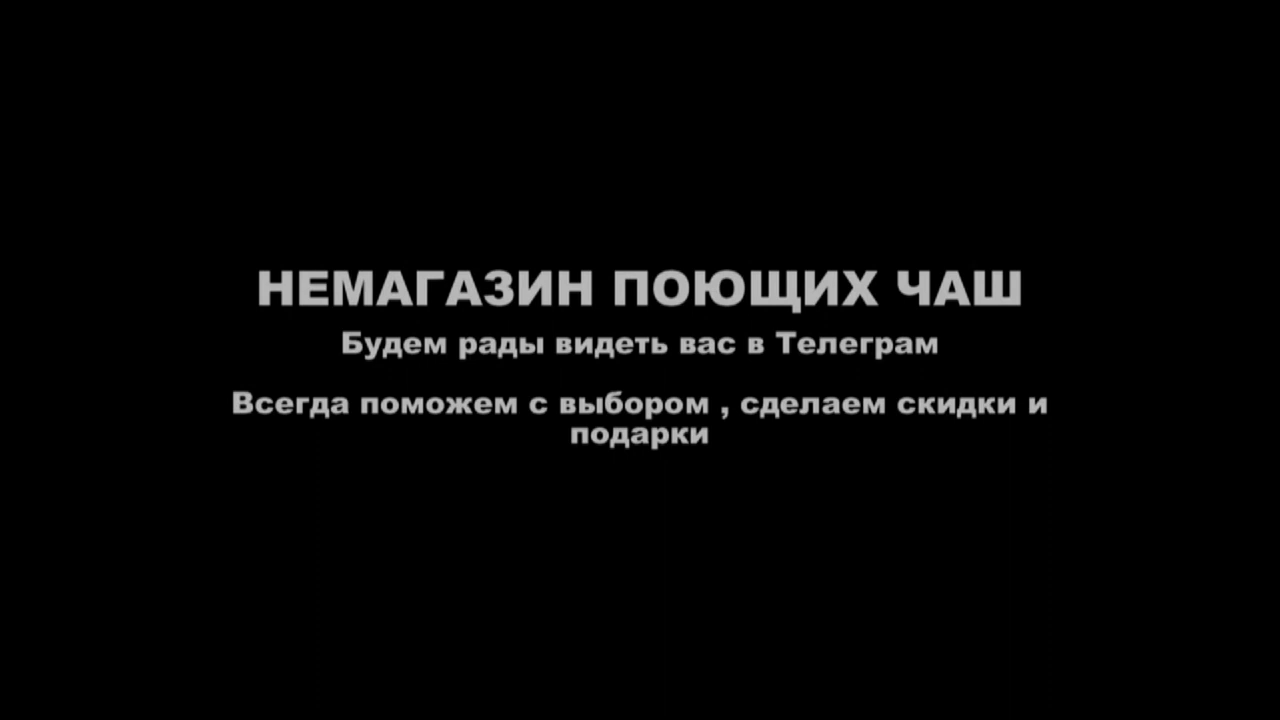 НЕМАГАЗИН ПОЮЩИХ ЧАШ
Будем рады видеть вас в Телеграм
Всегда поможем с выбором , сделаем скидки и
подарки